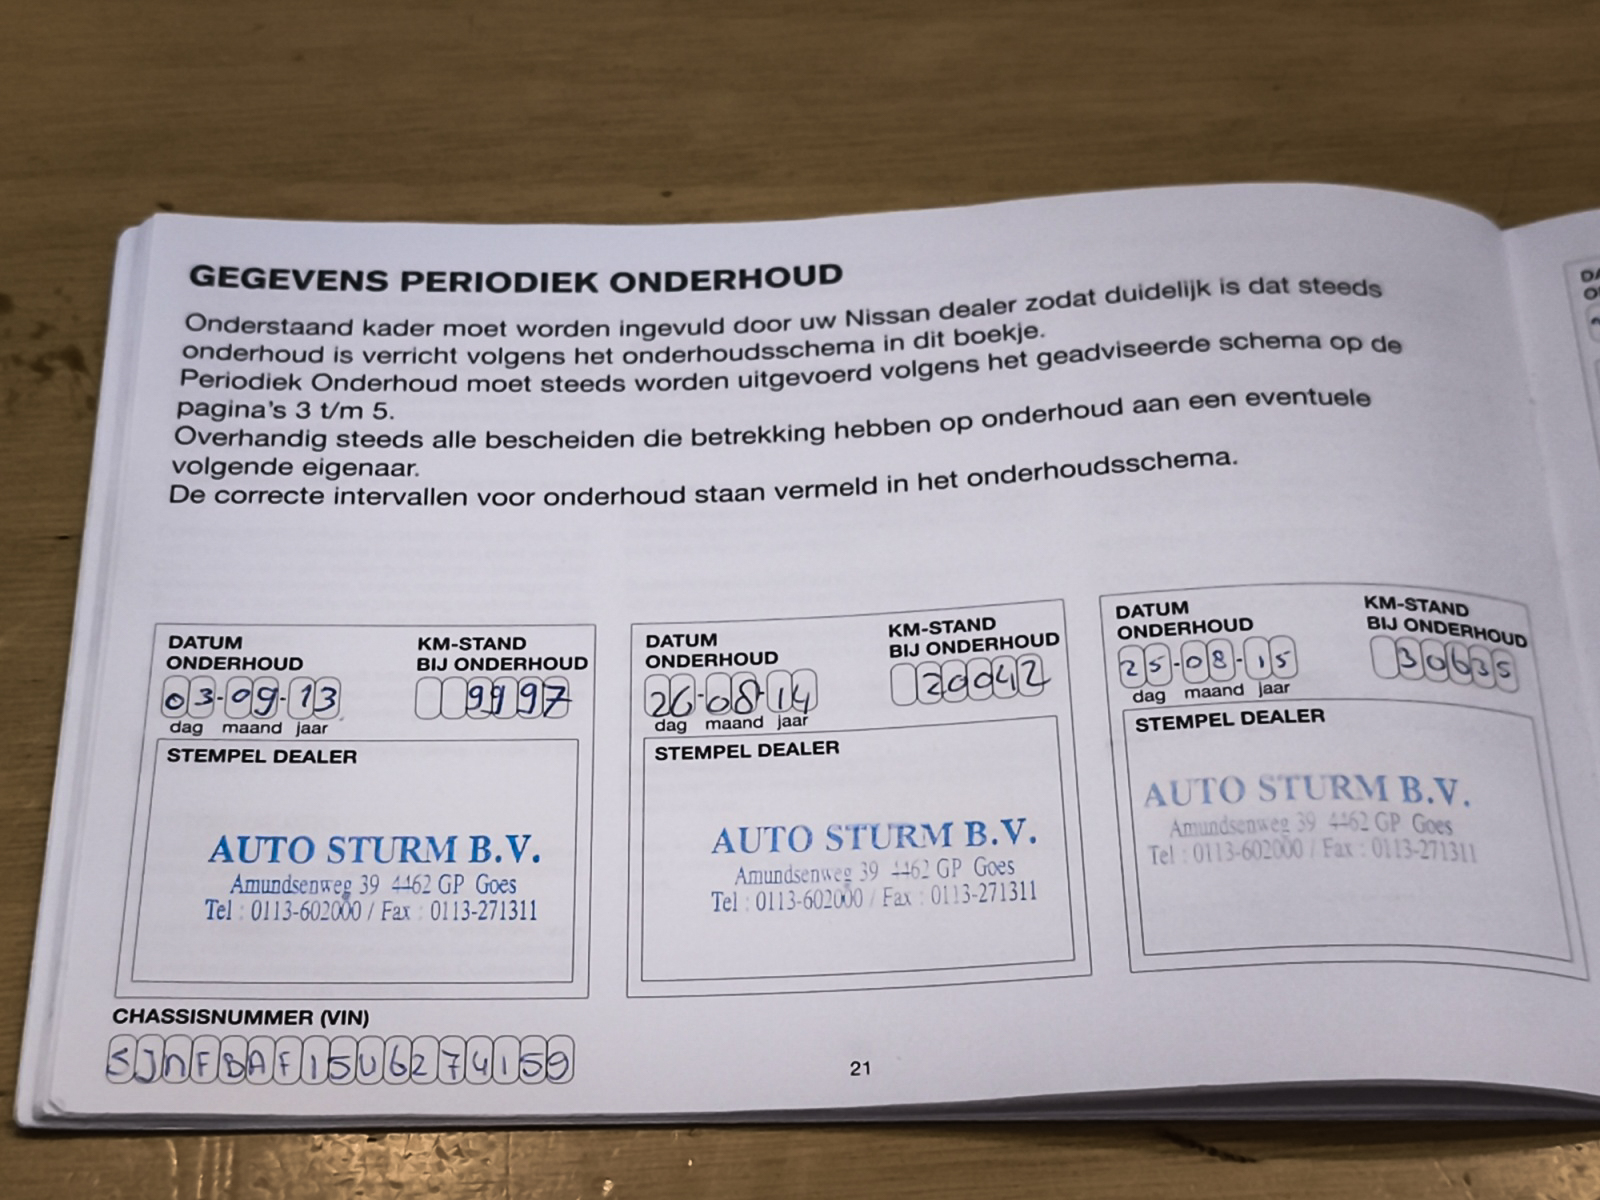 GEGEVENS PERIODIEK ONDERHOUD
Onderstaand kader moet worden ingevuld door uw Nissan dealer zodat duidelijk is dat steeds
onderhoud is verricht volgens het onderhoudsschema in dit boekje.
Periodiek Onderhoud moet steeds worden uitgevoerd volgens het geadviseerde schema op de
pagina's 3 t/m 5.
Overhandig steeds alle bescheiden die betrekking hebben op onderhoud aan een eventuele
volgende eigenaar.
De correcte intervallen voor onderhoud staan vermeld in het onderhoudsschema.
DATUM
ONDERHOUD
03-09-13
dag maand jaar
KM-STAND
BIJ ONDERHOUD
9997
STEMPEL DEALER
AUTO STURM B.V.
Amundsenweg 39 4462 GP Goes
Tel : 0113-602000 / Fax : 0113-271311
DATUM
ONDERHOUD
26-08-14
dag maand jaar
KM-STAND
BIJ ONDERHOUD
20042
STEMPEL DEALER
AUTO STURM B.V.
Amundsenweg 39 4462 GP Goes
Tel : 0113-602000 / Fax : 0113-271311
DATUM
ONDERHOUD
25-08-15
dag maand jaar
KM-STAND
BIJ ONDERHOUD
30635
STEMPEL DEALER
AUTO STURM B.V.
Amundsenweg 39 4462 GP Goes
Tel : 0113-602000 / Fax : 0113-271311
CHASSISNUMMER (VIN)
SJNFBAF15U6274159
21